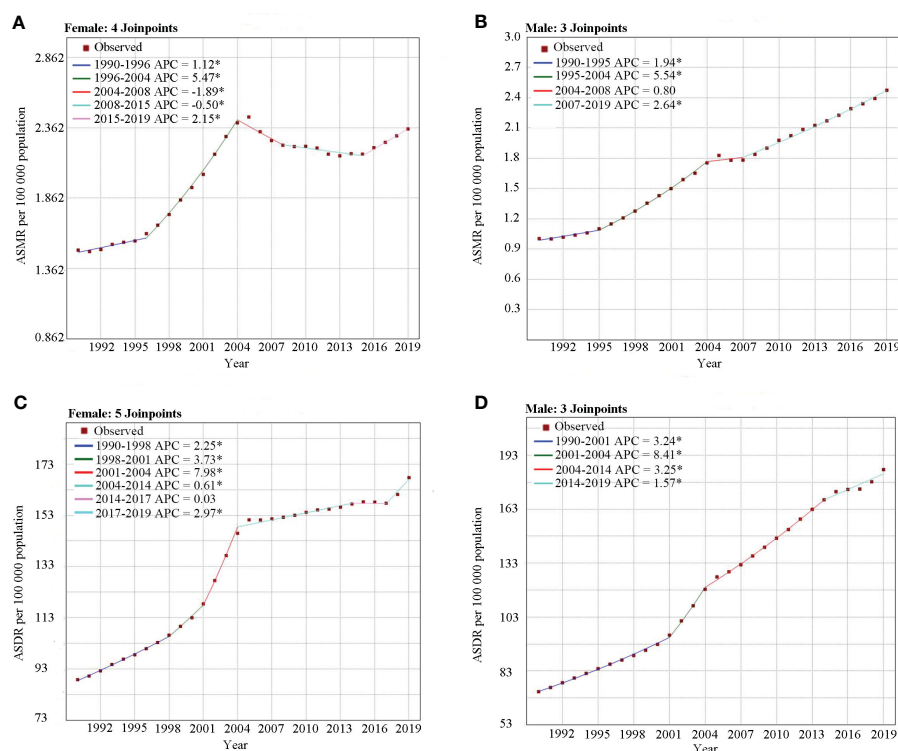 A
Female: 4 Joinpoints
Observed
1990-1996 APC = 1.12*
1996-2004 APC = 5.47*
2004-2008 APC = -1.89*
2008-2015 APC = -0.50*
2015-2019 APC = 2.15*
2.862
2.362
1.862
1.362
0.862
ASMR per 100 000 population
1992 1995 1998 2001 2004 2007 2010 2013 2016 2019
Year
B
Male: 3 Joinpoints
Observed
1990-1995 APC = 1.94*
1995-2004 APC = 5.54*
2004-2008 APC = 0.80
2007-2019 APC = 2.64*
3.0
2.7
2.4
2.1
1.8
1.5
1.2
0.9
0.6
0.3
ASMR per 100 000 population
1992 1995 1998 2001 2004 2007 2010 2013 2016 2019
Year
C
Female: 5 Joinpoints
Observed
1990-1998 APC = 2.25*
1998-2001 APC = 3.73*
2001-2004 APC = 7.98*
2004-2014 APC = 0.61*
2014-2017 APC = 0.03
2017-2019 APC = 2.97*
173
153
133
113
93
73
ASDR per 100 000 population
1992 1995 1998 2001 2004 2007 2010 2013 2016 2019
Year
D
Male: 3 Joinpoints
Observed
1990-2001 APC = 3.24*
2001-2004 APC = 8.41*
2004-2014 APC = 3.25*
2014-2019 APC = 1.57*
193
183
163
133
103
83
53
ASDR per 100 000 population
1992 1995 1998 2001 2004 2007 2010 2013 2016 2019
Year